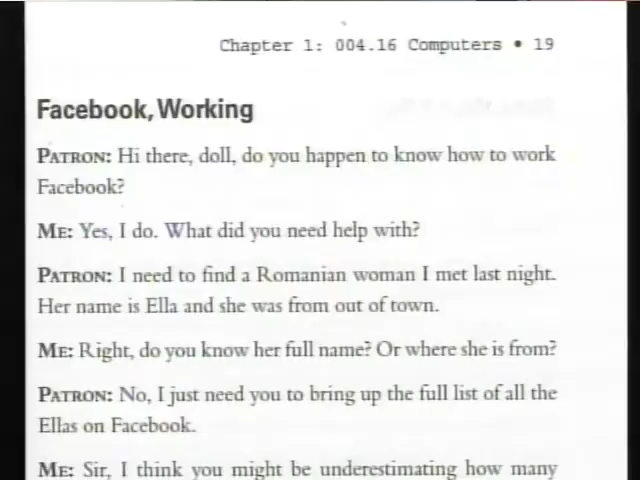 Chapter 1: 004.16 Computers • 19
Facebook, Working
PATRON: Hi there, doll, do you happen to know how to work
Facebook?
ME: Yes, I do. What did you need help with?
PATRON: I need to find a Romanian woman I met last night.
Her name is Ella and she was from out of town.
ME: Right, do you know her full name? Or where she is from?
PATRON: No, I just need you to bring up the full list of all the
Ellas on Facebook.
ME: Sir, I think you might be underestimating how many